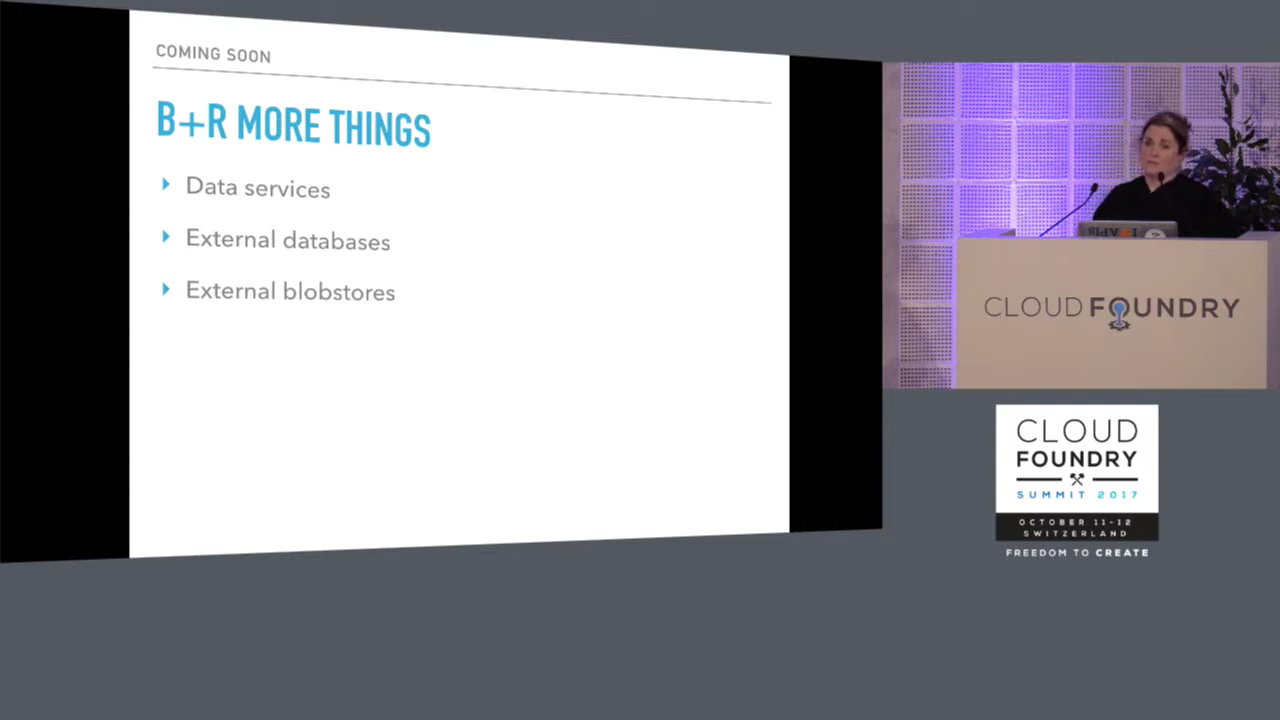 COMING SOON
B+R MORE THINGS
Data services
External databases
External blobstores
I APIs
CLOUD FOUNDRY
CLOUD
FOUNDRY
SUMMIT 2017
OCTOBER 11-12
SWITZERLAND
FREEDOM TO CREATE